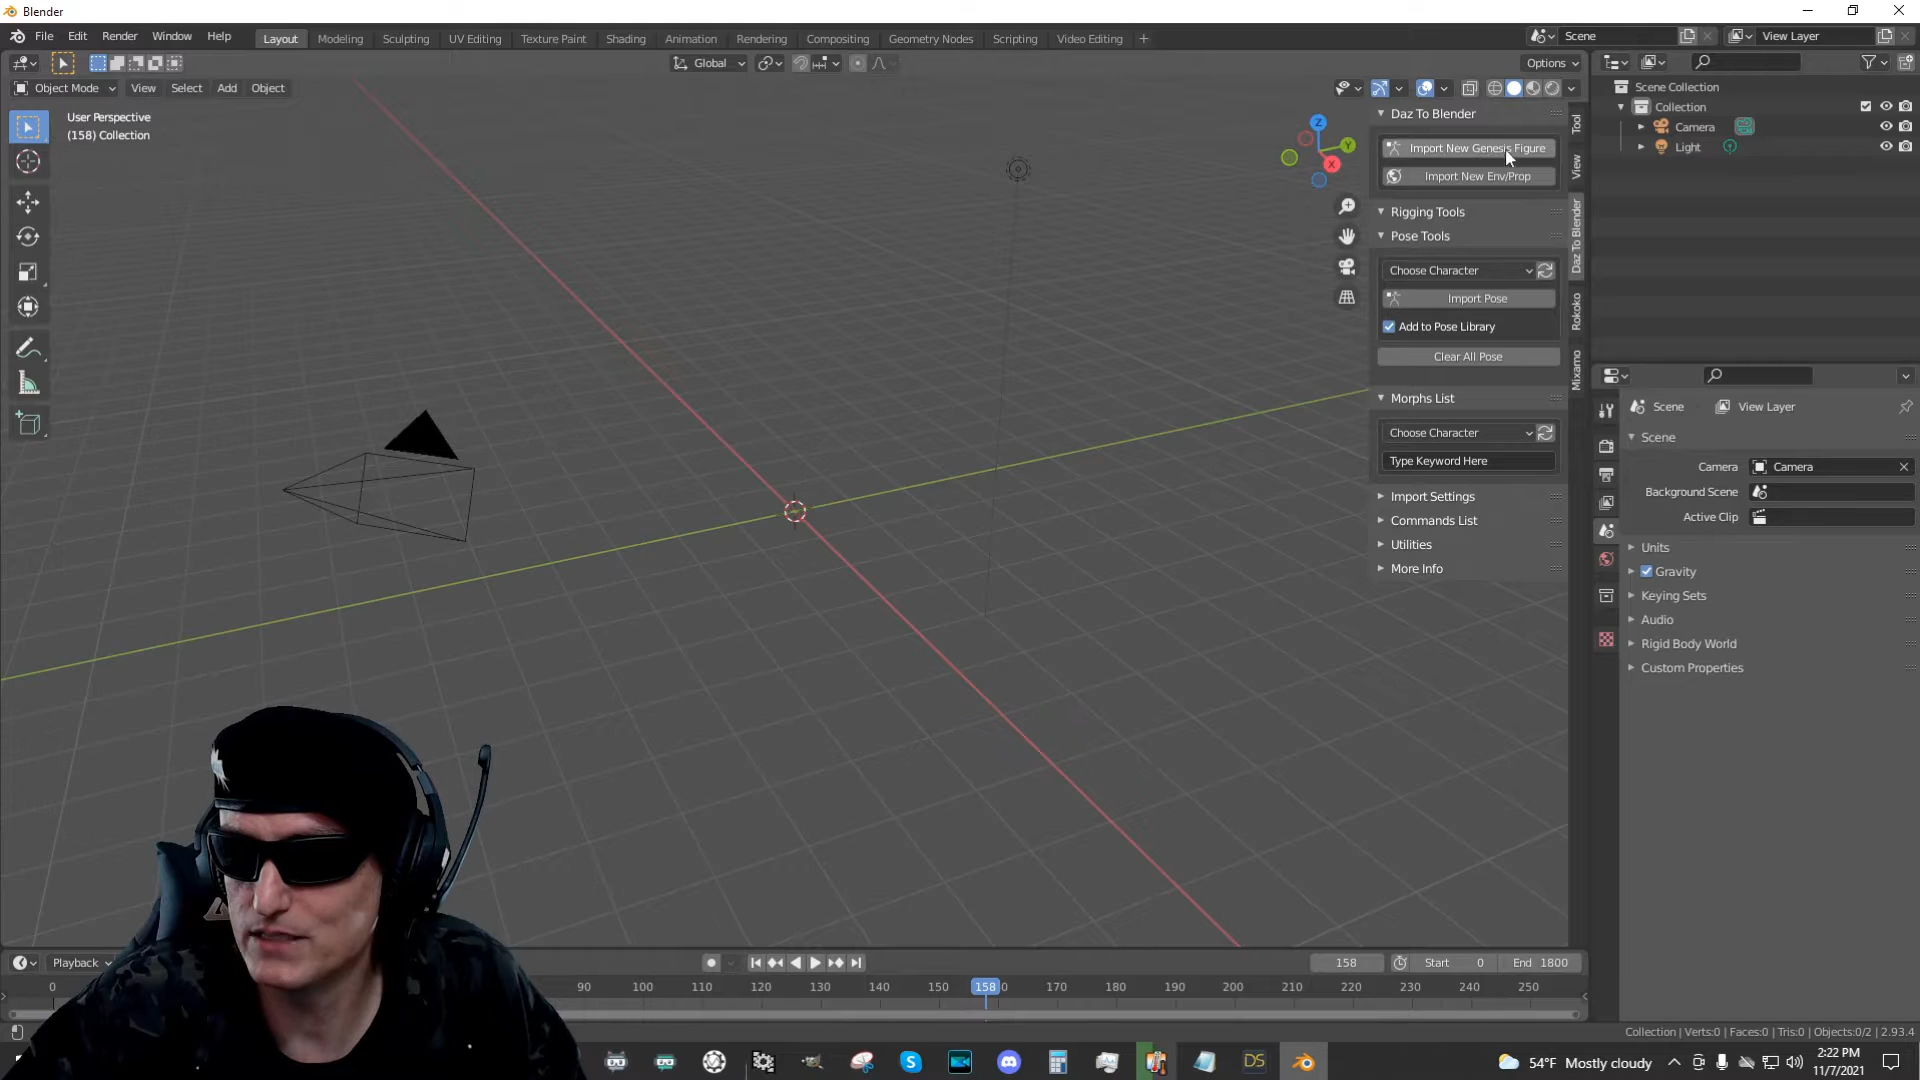 Blender
File Edit Render Window Help
Layout Modeling Sculpting UV Editing Texture Paint Shading Animation Rendering Compositing Geometry Nodes Scripting Video Editing +
Scene
View Layer
Global
Options
Object Mode View Select Add Object
User Perspective
(158) Collection
Z
Y
X
Daz To Blender
Import New Genesis Figure
Import New Env/Prop
Rigging Tools
Pose Tools
Choose Character
Import Pose
Add to Pose Library
Clear All Pose
Morphs List
Choose Character
Type Keyword Here
Import Settings
Commands List
Utilities
More Info
Tool
View
Daz To Blender
Rokoko
Mixamo
Scene Collection
Collection
Camera
Light
Scene
View Layer
Scene
Camera
Camera
Background Scene
Active Clip
Units
Gravity
Keying Sets
Audio
Rigid Body World
Custom Properties
Playback
158
Start 0
End 1800
0 90 100 110 120 130 140 150 158 170 180 190 200 210 220 230 240 250
Collection | Verts:0 | Faces:0 | Tris:0 | Objects:0/2 | 2.93.4
S
DS
54°F Mostly cloudy
2:22 PM
11/7/2021